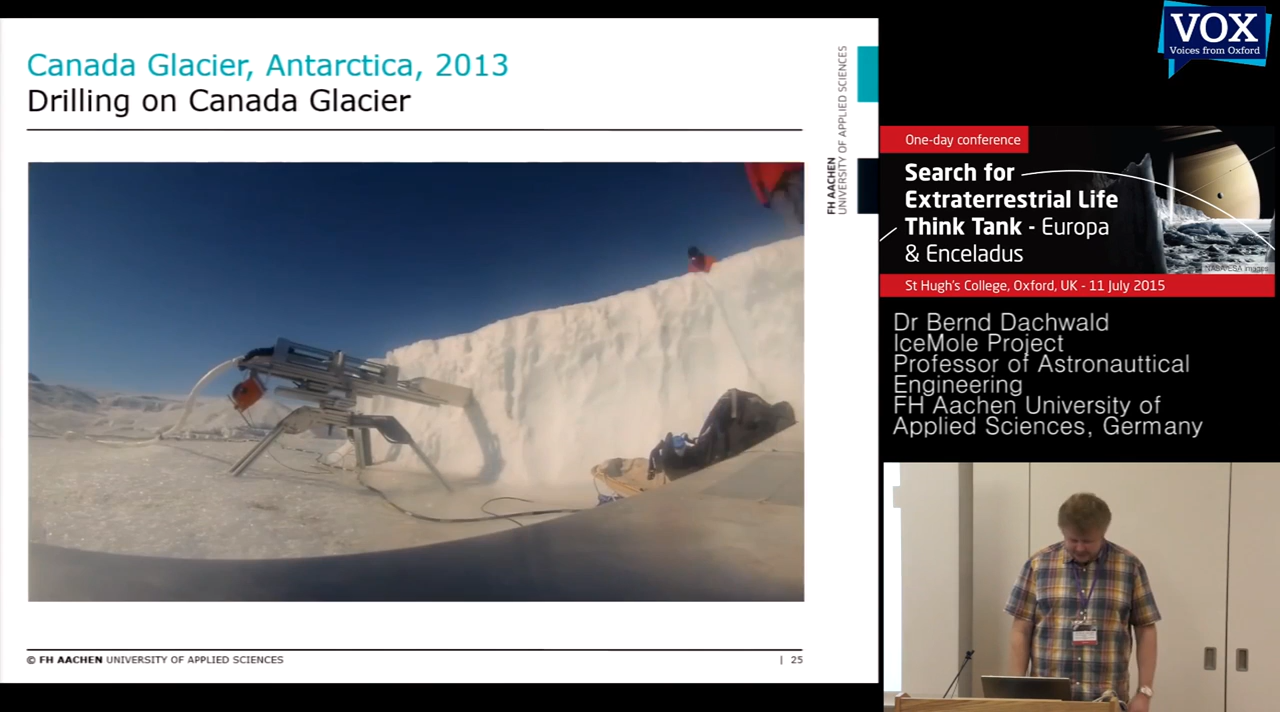 Canada Glacier, Antarctica, 2013
Drilling on Canada Glacier
FH AACHEN
UNIVERSITY OF APPLIED SCIENCES
© FH AACHEN UNIVERSITY OF APPLIED SCIENCES
| 25
VOX
Voices from Oxford
One-day conference
Search for
Extraterrestrial Life
Think Tank - Europa
& Enceladus
NASA/ESA images
St Hugh's College, Oxford, UK - 11 July 2015
Dr Bernd Dachwald
IceMole Project
Professor of Astronauttical
Engineering
FH Aachen University of
Applied Sciences, Germany